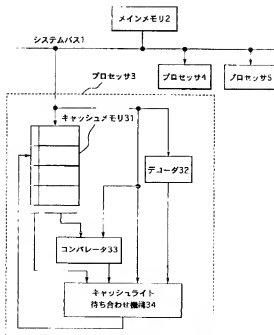 メインメモリ2
システムバス1
プロセッサ3
プロセッサ4
プロセッサ5
キャッシュメモリ31
デコーダ32
コンパレータ33
キャッシュライト
待ち合わせ機構34